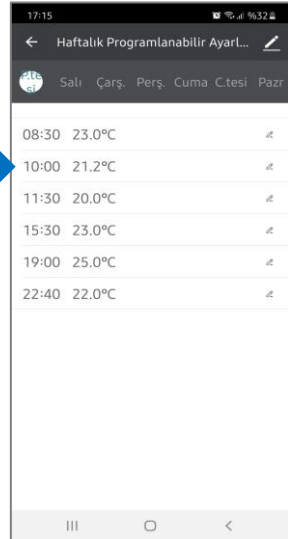 17:15 %32
Haftalık Programlanabilir Ayarl...
P.tesi Salı Çarş. Perş. Cuma C.tesi Pazr
08:30 23.0°C
10:00 21.2°C
11:30 20.0°C
15:30 23.0°C
19:00 25.0°C
22:40 22.0°C